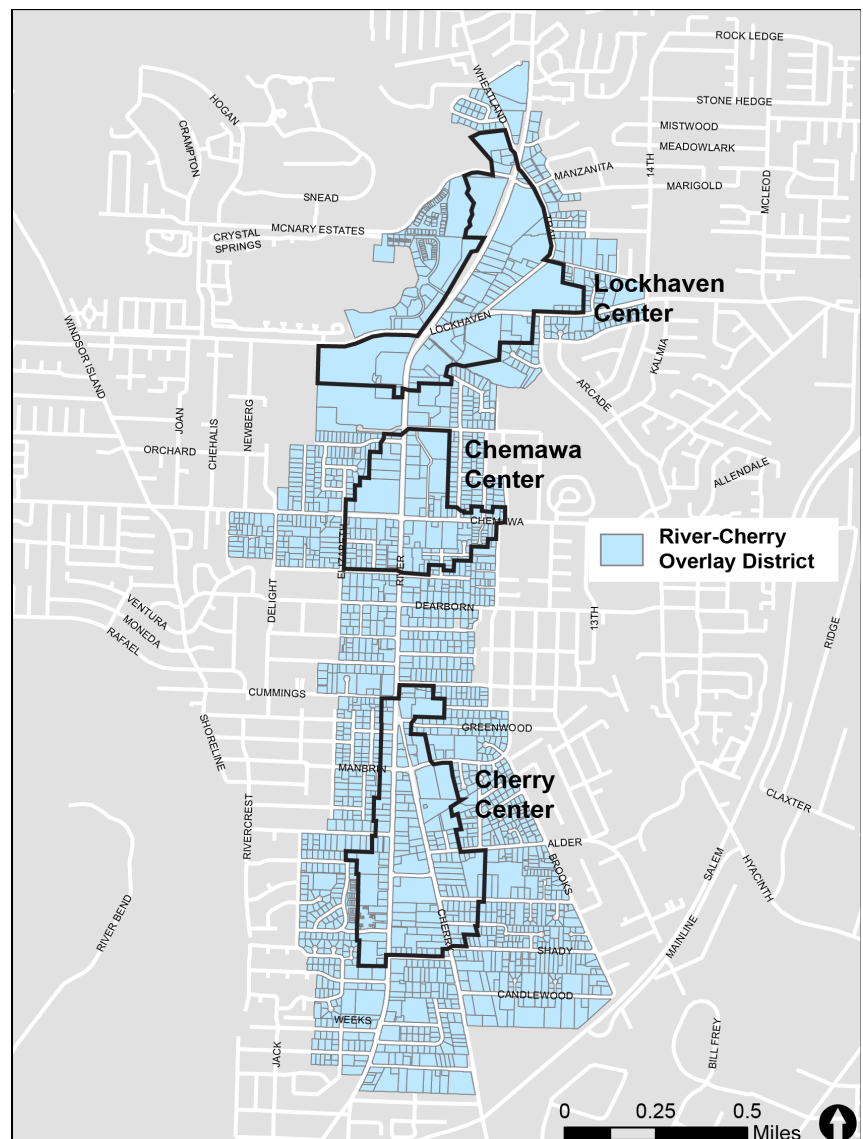 ROCK LEDGE
WHEATLAND
HOGAN
STONE HEDGE
CRAMPTON
MISTWOOD
MEADOWLARK
14TH
MANZANITA
MARIGOLD
MCLEOD
SNEAD
TRAIL
MCNARY ESTATES
CRYSTAL
SPRINGS
Lockhaven
Center
LOCKHAVEN
WINDSOR ISLAND
KALMIA
ARCADE
JOAN
CHEHALIS
NEWBERG
ORCHARD
Chemawa
Center
ALLENDALE
CHEMAWA
River-Cherry
Overlay District
ELIZABETH
RIVER
DELIGHT
DEARBORN
13TH
VENTURA
MONEDA
RAFAEL
RIDGE
CUMMINGS
SHORELINE
GREENWOOD
MANBRIN
Cherry
Center
CLAXTER
RIVERCREST
ALDER
BROOKS
SALEM
HYACINTH
RIVER BEND
CHERRY
MAINLINE
SHADY
CANDLEWOOD
WEEKS
JACK
BILL FREY
0 0.25 0.5
Miles